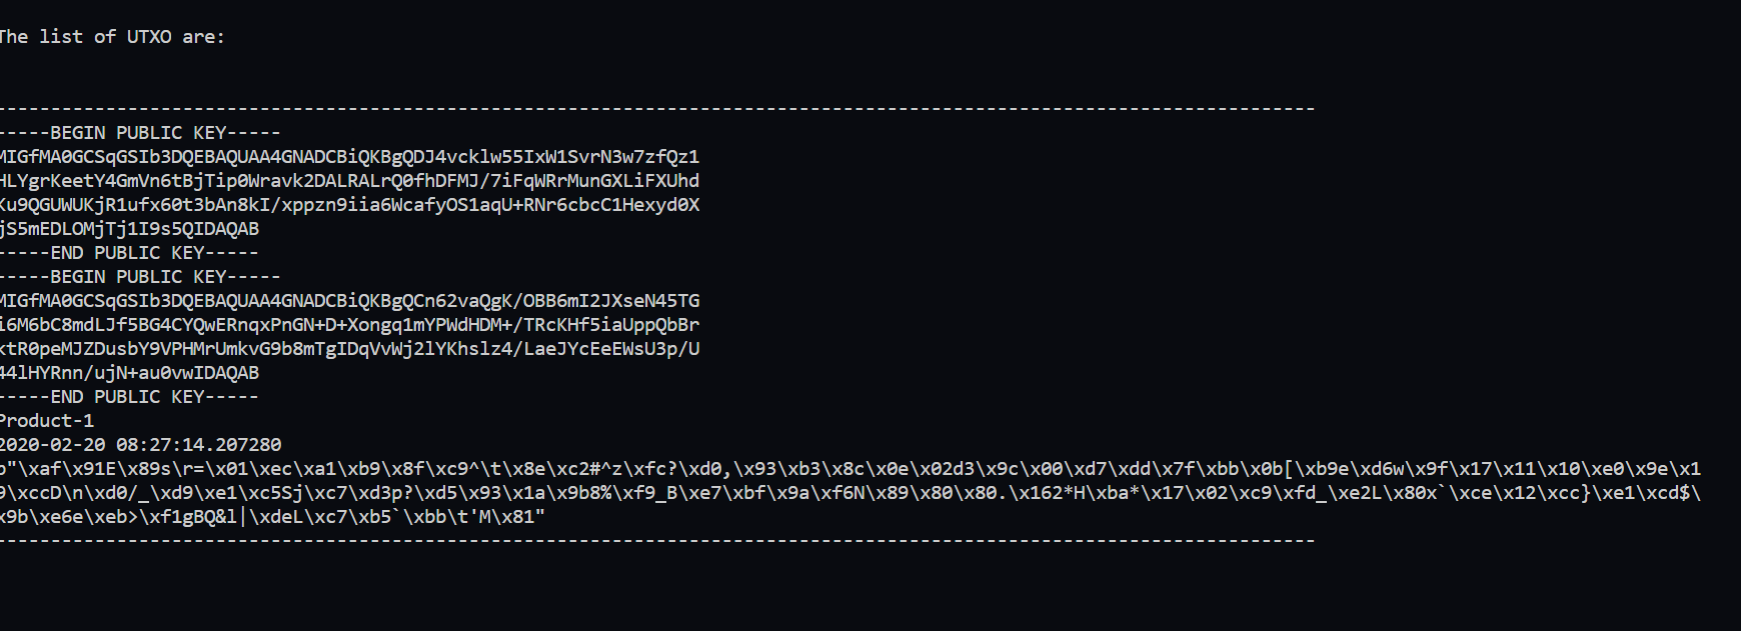 The list of UTXO are:
-----------------------------------------------------------------------------------------------------------------------------
-----BEGIN PUBLIC KEY-----
MIGfMA0GCSqGSIb3DQEBAQUAA4GNADCBiQKBgQDJ4vcklw55IxW1SvrN3w7zfQz1
HLYgrKeetY4GmVn6tBjTip0Wravk2DALRALrQ0fhDFMJ/7iFqWRrMunGXLiFXUhd
Ku9QGUWUKjR1ufx60t3bAn8kI/xppzn9iia6WcafyOS1aqU+RNr6cbcC1Hexyd0X
jS5mEDLOMjTj1I9s5QIDAQAB
-----END PUBLIC KEY-----
-----BEGIN PUBLIC KEY-----
MIGfMA0GCSqGSIb3DQEBAQUAA4GNADCBiQKBgQCn62vaQgK/OBB6mI2JXseN45TG
i6M6bC8mdLJf5BG4CYQwERnqxPnGN+D+Xongq1mYPWdHDM+/TRcKHf5iaUppQbBr
ktR0peMJZDusbY9VPHMrUmkvG9b8mTgIDqVvWj2lYKhslz4/LaeJYcEeEWsU3p/U
44lHYRnn/ujN+au0vwIDAQAB
-----END PUBLIC KEY-----
Product-1
2020-02-20 08:27:14.207280
b"\xaf\x91E\x89s\r=\x01\xec\xa1\xb9\x8f\xc9^\t\x8e\xc2#^z\xfc?\xd0,\x93\xb3\x8c\x0e\x02d3\x9c\x00\xd7\xdd\x7f\xbb\x0b[\xb9e\xd6w\x9f\x17\x11\x10\xe0\x9e\x1
9\xccD\n\xd0/_\xd9\xe1\xc5Sj\xc7\xd3p?\xd5\x93\x1a\x9b8%\xf9_B\xe7\xbf\x9a\xf6N\x89\x80\x80.\x162*H\xba*\x17\x02\xc9\xfd_\xe2L\x80x`\xce\x12\xcc}\xe1\xcd$\
x9b\xe6e\xeb>\xf1gBQ&l|\xdeL\xc7\xb5`\xbb\t'M\x81"
-----------------------------------------------------------------------------------------------------------------------------